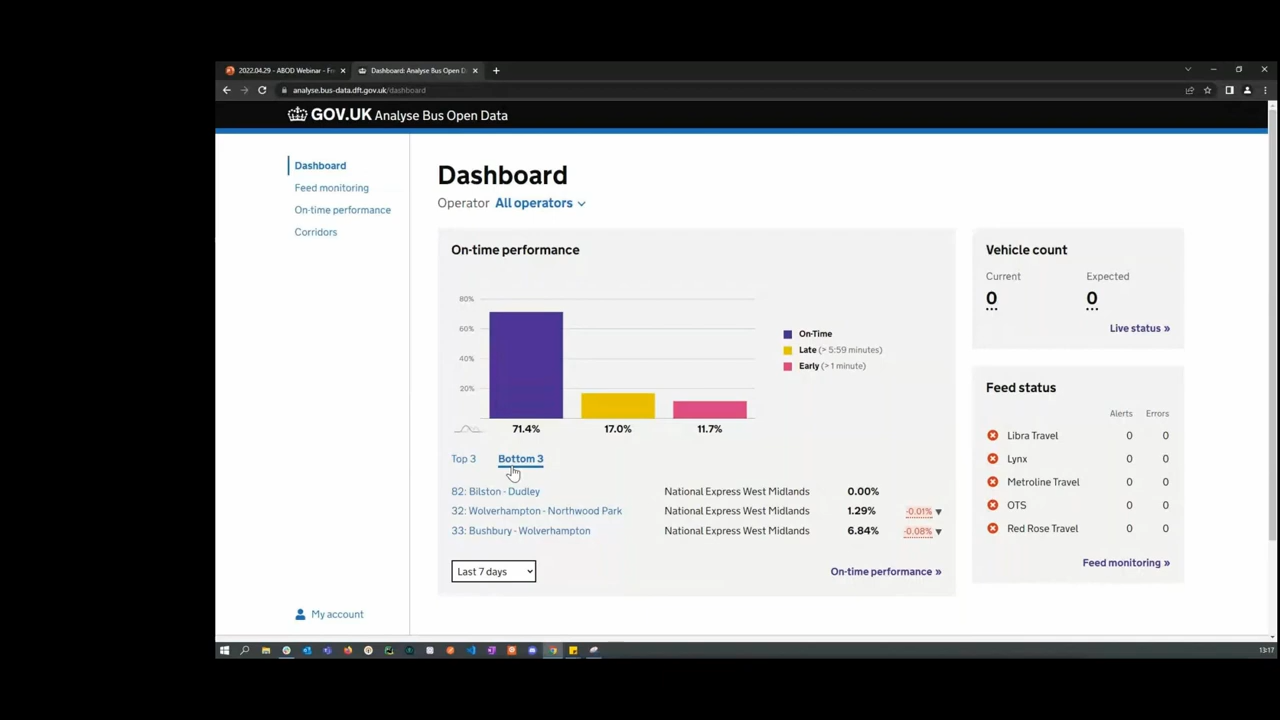 2022.04.29 - ABOD Webinar - Fre
Dashboard: Analyse Bus Open D
analyse.bus-data.dft.gov.uk/dashboard
GOV.UK Analyse Bus Open Data
Dashboard
Feed monitoring
On-time performance
Corridors
My account
Dashboard
Operator All operators
On-time performance
80%
60%
40%
20%
71.4% 17.0% 11.7%
On-Time
Late (> 5:59 minutes)
Early (> 1 minute)
Top 3 Bottom 3
82: Bilston - Dudley National Express West Midlands 0.00%
32: Wolverhampton - Northwood Park National Express West Midlands 1.29% -0.01%
33: Bushbury - Wolverhampton National Express West Midlands 6.84% -0.08%
Last 7 days
On-time performance »
Vehicle count
Current Expected
0 0
Live status »
Feed status
Alerts Errors
Libra Travel 0 0
Lynx 0 0
Metroline Travel 0 0
OTS 0 0
Red Rose Travel 0 0
Feed monitoring »
13:17